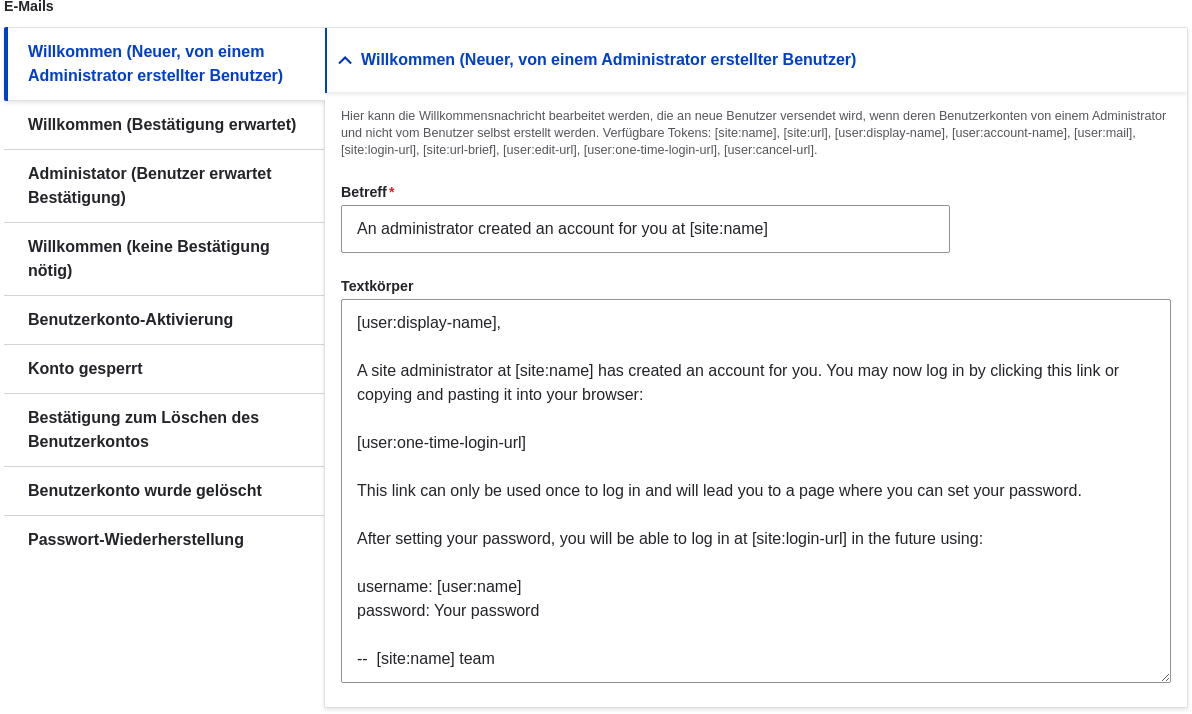 E-Mails
Willkommen (Neuer, von einem
Administrator erstellter Benutzer)
Willkommen (Bestätigung erwartet)
Administator (Benutzer erwartet
Bestätigung)
Willkommen (keine Bestätigung
nötig)
Benutzerkonto-Aktivierung
Konto gesperrt
Bestätigung zum Löschen des
Benutzerkontos
Benutzerkonto wurde gelöscht
Passwort-Wiederherstellung
Willkommen (Neuer, von einem Administrator erstellter Benutzer)
Hier kann die Willkommensnachricht bearbeitet werden, die an neue Benutzer versendet wird, wenn deren Benutzerkonten von einem Administrator
und nicht vom Benutzer selbst erstellt werden. Verfügbare Tokens: [site:name], [site:url], [user:display-name], [user:account-name], [user:mail],
[site:login-url], [site:url-brief], [user:edit-url], [user:one-time-login-url], [user:cancel-url].
Betreff*
An administrator created an account for you at [site:name]
Textkörper
[user:display-name],
A site administrator at [site:name] has created an account for you. You may now log in by clicking this link or
copying and pasting it into your browser:
[user:one-time-login-url]
This link can only be used once to log in and will lead you to a page where you can set your password.
After setting your password, you will be able to log in at [site:login-url] in the future using:
username: [user:name]
password: Your password
--  [site:name] team